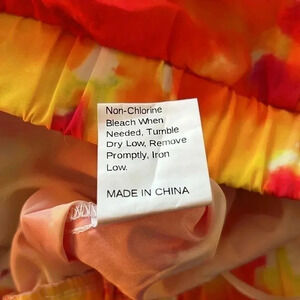 Non-Chlorine
Bleach When
Needed, Tumble
Dry Low, Remove
Promptly, Iron
Low.
MADE IN CHINA